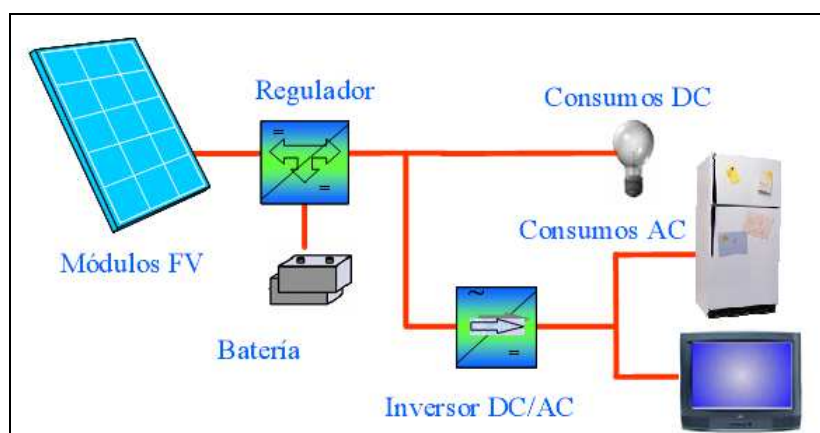 Regulador
Consumos DC
=
=
Consumos AC
Módulos FV
~
=
Batería
Inversor DC/AC